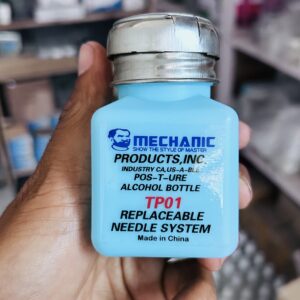 MECHANIC
SHOW THE STYLE OF MASTER
PRODUCTS,INC.
INDUSTRY CA,US-A-BLE
POS-T-URE
ALCOHOL BOTTLE
TP01
REPLACEABLE
NEEDLE SYSTEM
Made in China